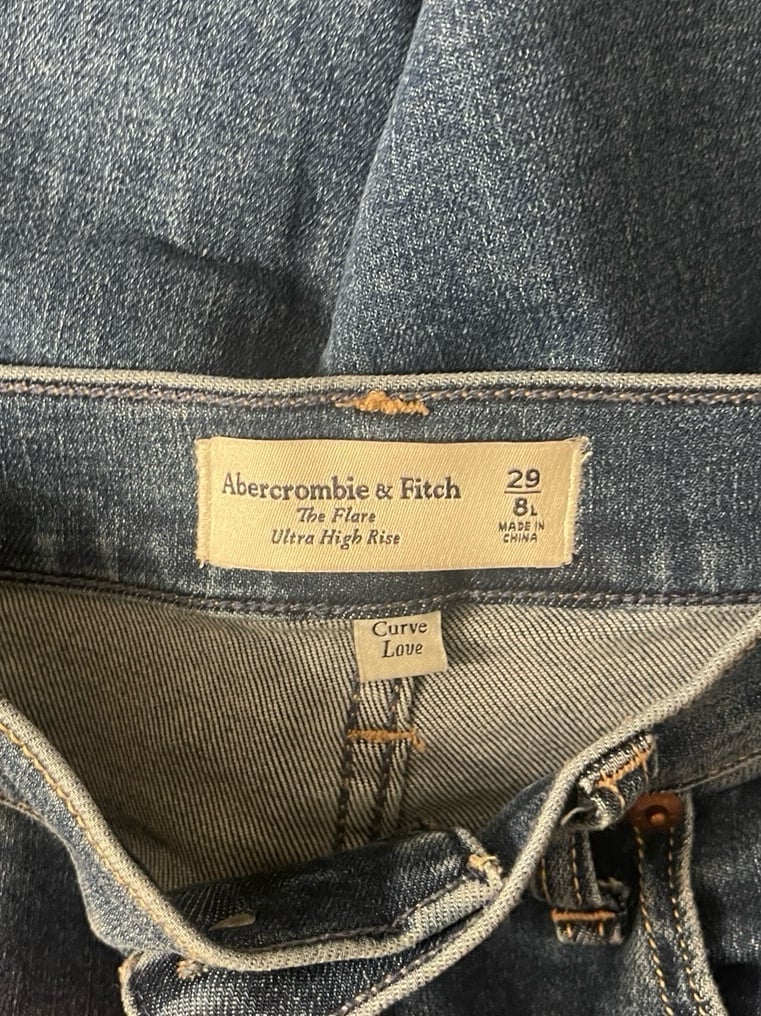 Abercrombie & Fitch
The Flare
Ultra High Rise
29
8L
MADE IN
CHINA
Curve
Love